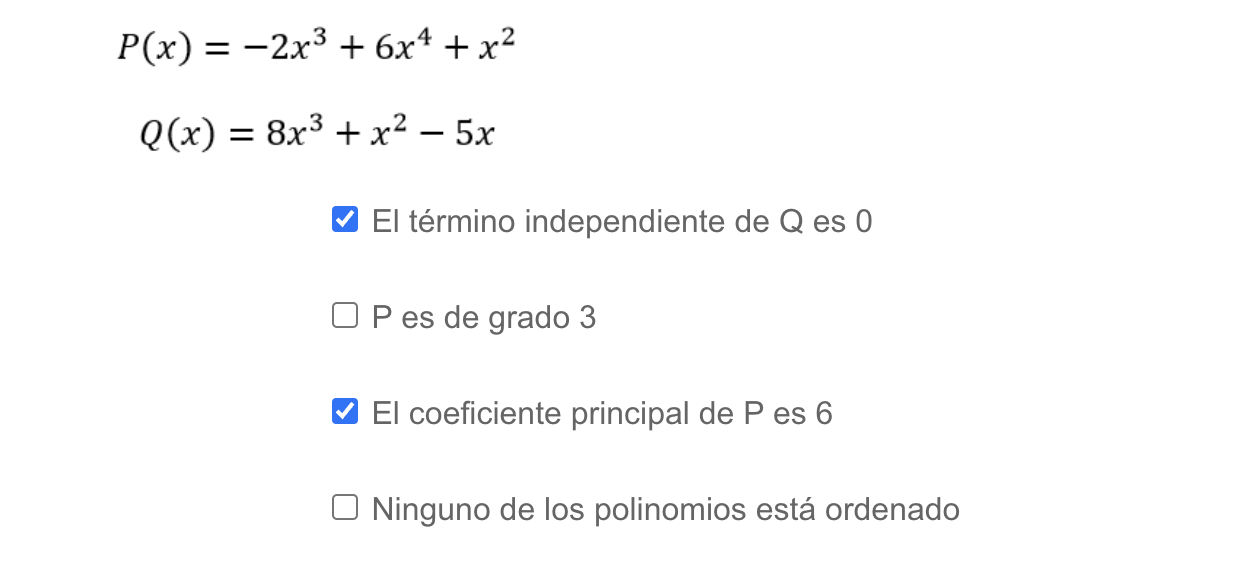 P(x) = −2x³ + 6x⁴ + x²
Q(x) = 8x³ + x² − 5x
El término independiente de Q es 0
P es de grado 3
El coeficiente principal de P es 6
Ninguno de los polinomios está ordenado